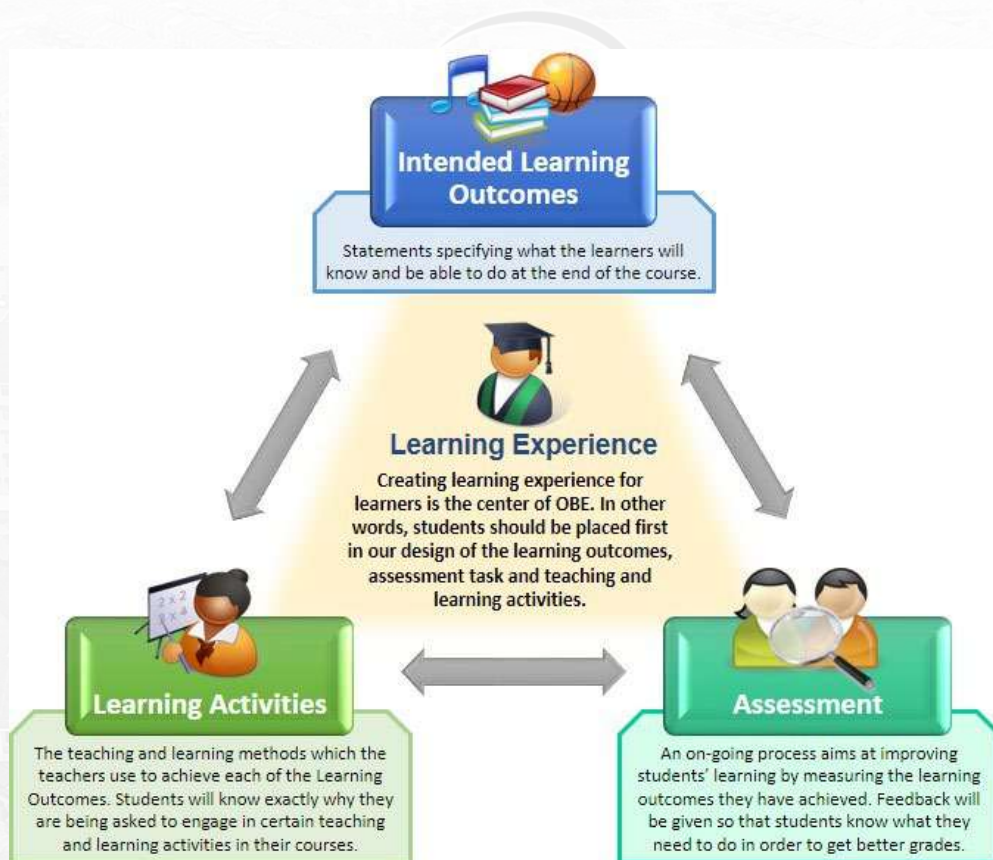 Intended Learning
Outcomes
Statements specifying what the learners will
know and be able to do at the end of the course.
Learning Experience
Creating learning experience for
learners is the center of OBE. In other
words, students should be placed first
in our design of the learning outcomes,
assessment task and teaching and
learning activities.
2 x 2
Learning Activities
The teaching and learning methods which the
teachers use to achieve each of the Learning
Outcomes. Students will know exactly why they
are being asked to engage in certain teaching
and learning activities in their courses.
Assessment
An on-going process aims at improving
students’ learning by measuring the learning
outcomes they have achieved. Feedback will
be given so that students know what they
need to do in order to get better grades.